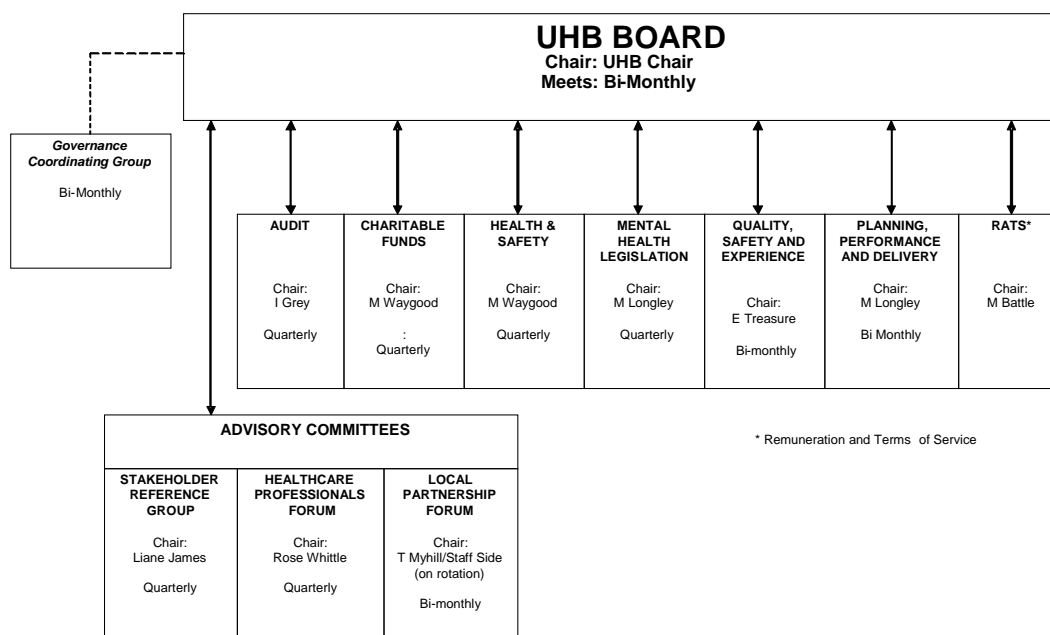 UHB BOARD
Chair: UHB Chair
Meets: Bi-Monthly
Governance
Coordinating Group
Bi-Monthly
AUDIT
Chair:
I Grey
Quarterly
CHARITABLE
FUNDS
Chair:
M Waygood
:
Quarterly
HEALTH &
SAFETY
Chair:
M Waygood
Quarterly
MENTAL
HEALTH
LEGISLATION
Chair:
M Longley
Quarterly
QUALITY,
SAFETY AND
EXPERIENCE
Chair:
E Treasure
Bi-monthly
PLANNING,
PERFORMANCE
AND DELIVERY
Chair:
M Longley
Bi Monthly
RATS*
Chair:
M Battle
ADVISORY COMMITTEES
* Remuneration and Terms of Service
STAKEHOLDER
REFERENCE
GROUP
Chair:
Liane James
Quarterly
HEALTHCARE
PROFESSIONALS
FORUM
Chair:
Rose Whittle
Quarterly
LOCAL
PARTNERSHIP
FORUM
Chair:
T Myhill/Staff Side
(on rotation)
Bi-monthly